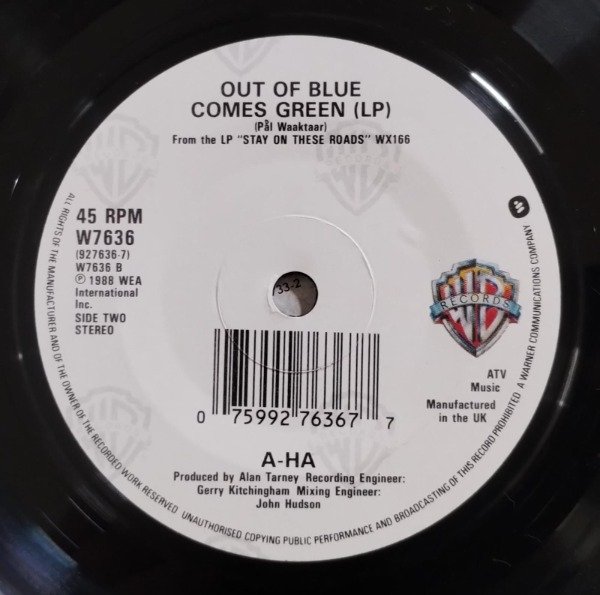 OUT OF BLUE
COMES GREEN (LP)
(Pål Waaktaar)
From the LP "STAY ON THESE ROADS" WX166
45 RPM
W7636
(927636-7)
W7636 B
℗ 1988 WEA
International
Inc.
SIDE TWO
STEREO
33-2
RECORDS
ATV
Music
Manufactured
in the UK
0 75992 76367 7
A-HA
Produced by Alan Tarney Recording Engineer:
Gerry Kitchingham Mixing Engineer:
John Hudson
ALL RIGHTS OF THE MANUFACTURER AND OF THE OWNER OF THE RECORDED WORK RESERVED UNAUTHORISED COPYING PUBLIC PERFORMANCE AND BROADCASTING OF THIS RECORD PROHIBITED A WARNER COMMUNICATIONS COMPANY